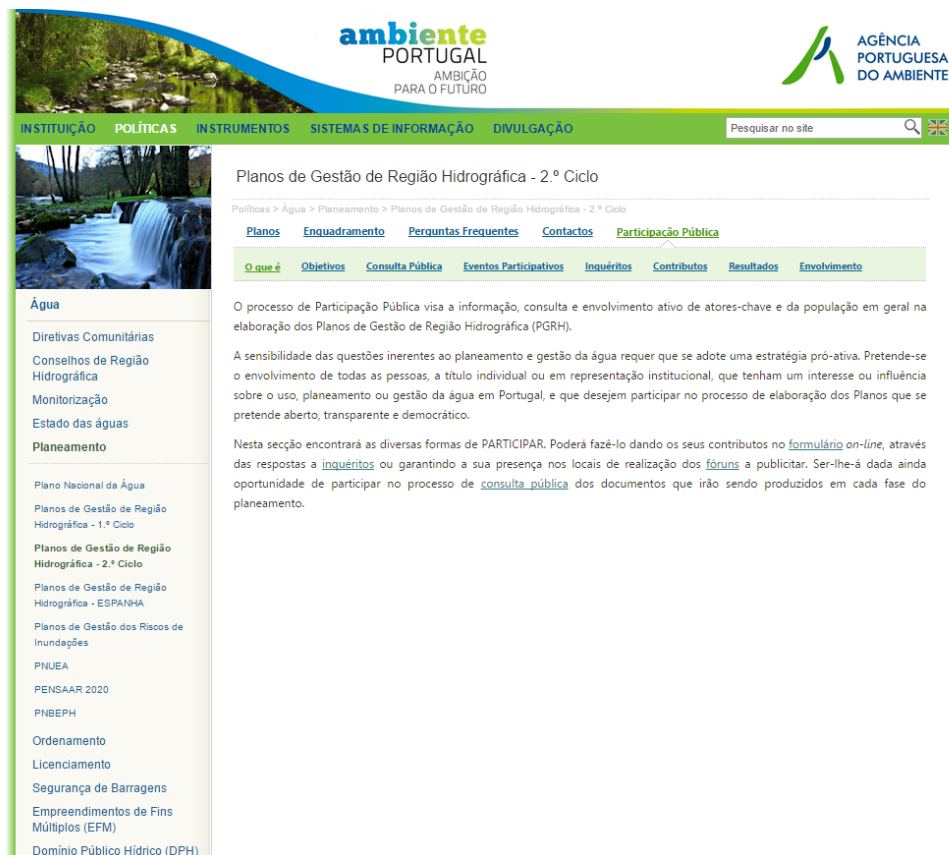 ambiente
PORTUGAL
AMBIÇÃO
PARA O FUTURO
AGÊNCIA
PORTUGUESA
DO AMBIENTE
INSTITUIÇÃO POLÍTICAS INSTRUMENTOS SISTEMAS DE INFORMAÇÃO DIVULGAÇÃO Pesquisar no site
Planos de Gestão de Região Hidrográfica - 2.º Ciclo
Políticas > Água > Planeamento > Planos de Gestão de Região Hidrográfica - 2.º Ciclo
Planos Enquadramento Perguntas Frequentes Contactos Participação Pública
O que é Objetivos Consulta Pública Eventos Participativos Inquéritos Contributos Resultados Envolvimento
O processo de Participação Pública visa a informação, consulta e envolvimento ativo de atores-chave e da população em geral na
elaboração dos Planos de Gestão de Região Hidrográfica (PGRH).
A sensibilidade das questões inerentes ao planeamento e gestão da água requer que se adote uma estratégia pró-ativa. Pretende-se
o envolvimento de todas as pessoas, a título individual ou em representação institucional, que tenham um interesse ou influência
sobre o uso, planeamento ou gestão da água em Portugal, e que desejem participar no processo de elaboração dos Planos que se
pretende aberto, transparente e democrático.
Nesta secção encontrará as diversas formas de PARTICIPAR. Poderá fazê-lo dando os seus contributos no formulário on-line, através
das respostas a inquéritos ou garantindo a sua presença nos locais de realização dos fóruns a publicitar. Ser-lhe-á dada ainda
oportunidade de participar no processo de consulta pública dos documentos que irão sendo produzidos em cada fase do
planeamento.
Água
Diretivas Comunitárias
Conselhos de Região
Hidrográfica
Monitorização
Estado das águas
Planeamento
Plano Nacional da Água
Planos de Gestão de Região
Hidrográfica - 1.º Ciclo
Planos de Gestão de Região
Hidrográfica - 2.º Ciclo
Planos de Gestão de Região
Hidrográfica - ESPANHA
Planos de Gestão dos Riscos de
Inundações
PNUEA
PENSAAR 2020
PNBEPH
Ordenamento
Licenciamento
Segurança de Barragens
Empreendimentos de Fins
Múltiplos (EFM)
Domínio Público Hídrico (DPH)